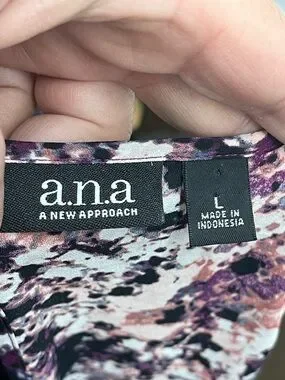 a.n.a
A NEW APPROACH
L
MADE IN
INDONESIA